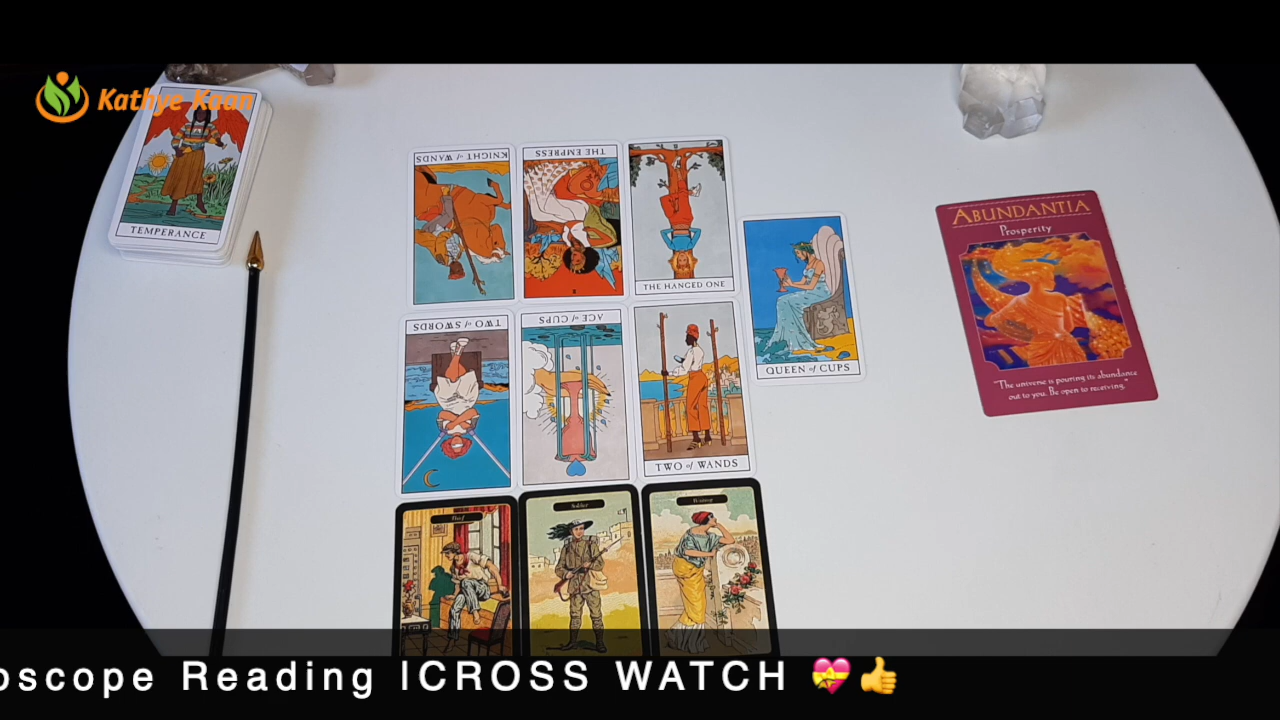 Kathye Kaan
TEMPERANCE
KNIGHT of WANDS
THE EMPRESS
THE HANGED ONE
QUEEN of CUPS
ABUNDANTIA
Prosperity
"The universe is pouring its abundance
out to you. Be open to receiving."
TWO of SWORDS
ACE of CUPS
TWO of WANDS
Thief
Soldier
oscope Reading |CROSS WATCH 💝👍